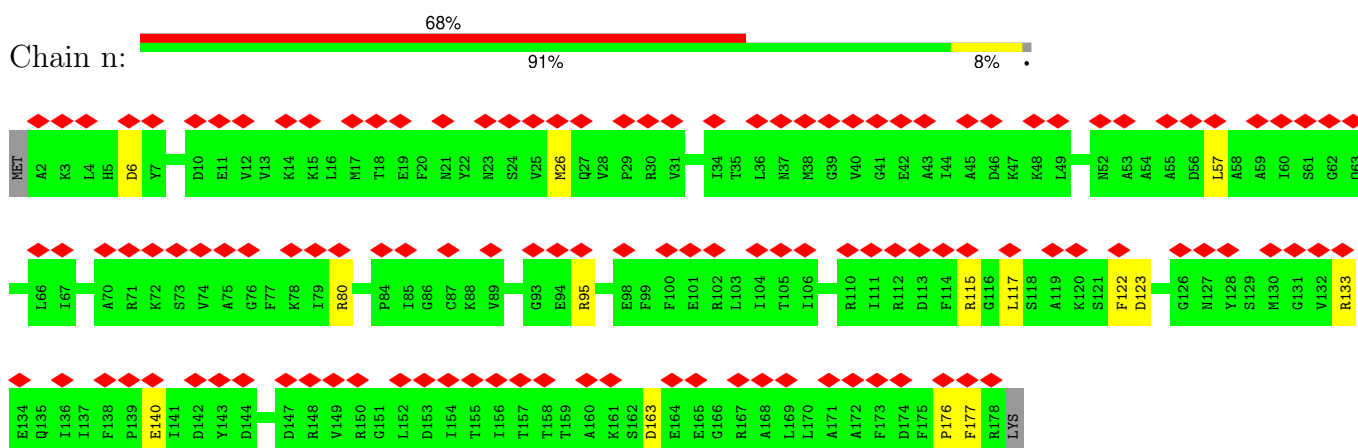 68%
Chain n:
91% 8% •
MET A2 K3 L4 H5 D6 Y7 D10 E11 V12 V13 K14 K15 L16 M17 T18 E19 F20 N21 Y22 N23 S24 V25 M26 Q27 V28 P29 R30 V31 I34 T35 L36 N37 M38 G39 V40 G41 E42 A43 I44 A45 D46 K47 K48 L49 N52 A53 A54 A55 D56 L57 A58 A59 I60 S61 G62 Q63
L66 I67 A70 R71 K72 S73 V74 A75 G76 F77 K78 I79 R80 P84 I85 G86 C87 K88 V89 G93 E94 R95 E98 F99 F100 E101 R102 L103 I104 T105 I106 R110 I111 R112 D113 F114 R115 G116 L117 S118 A119 K120 S121 F122 D123 G126 N127 Y128 S129 M130 G131 V132 R133
E134 Q135 I136 I137 F138 P139 E140 I141 D142 Y143 D144 D147 R148 V149 R150 G151 L152 D153 I154 T155 I156 T157 T158 T159 A160 K161 S162 D163 E164 E165 G166 R167 A168 L169 L170 A171 A172 F173 D174 F175 P176 F177 R178 LYS